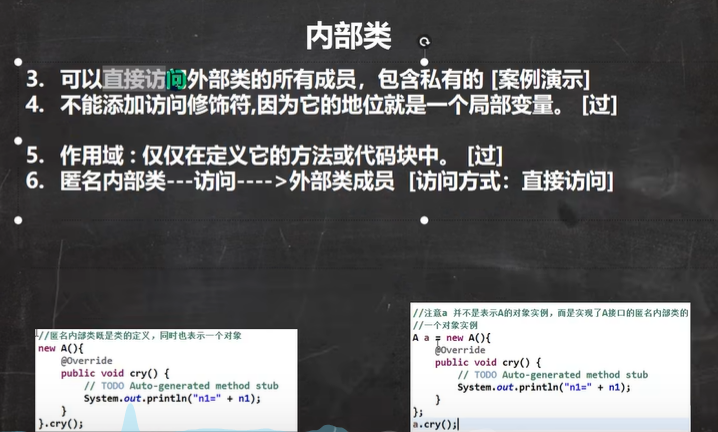 内部类
3. 可以直接访问外部类的所有成员，包含私有的 [案例演示]
4. 不能添加访问修饰符,因为它的地位就是一个局部变量。 [过]
5. 作用域 : 仅仅在定义它的方法或代码块中。 [过]
6. 匿名内部类---访问---->外部类成员 [访问方式：直接访问]
//匿名内部类既是类的定义，同时也表示一个对象
new A(){
@Override
public void cry() {
// TODO Auto-generated method stub
System.out.println("n1=" + n1);
}
}.cry();
//注意a 并不是表示A的对象实例，而是实现了A接口的匿名内部类的
//一个对象实例
A a = new A(){
@Override
public void cry() {
// TODO Auto-generated method stub
System.out.println("n1=" + n1);
}
};
a.cry();